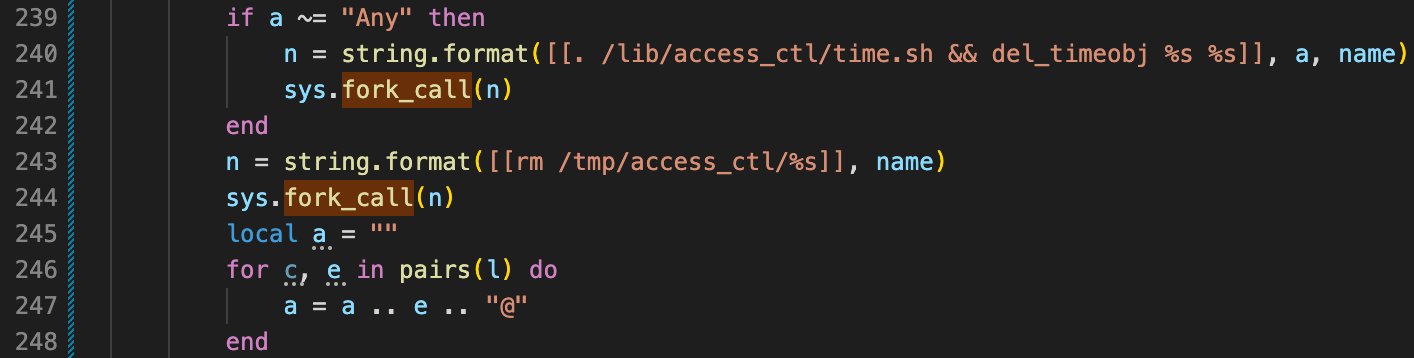 239 if a ~= "Any" then
240 n = string.format([[. /lib/access_ctl/time.sh && del_timeobj %s %s]], a, name)
241 sys.fork_call(n)
242 end
243 n = string.format([[rm /tmp/access_ctl/%s]], name)
244 sys.fork_call(n)
245 local a = ""
246 for c, e in pairs(l) do
247 a = a .. e .. "@"
248 end